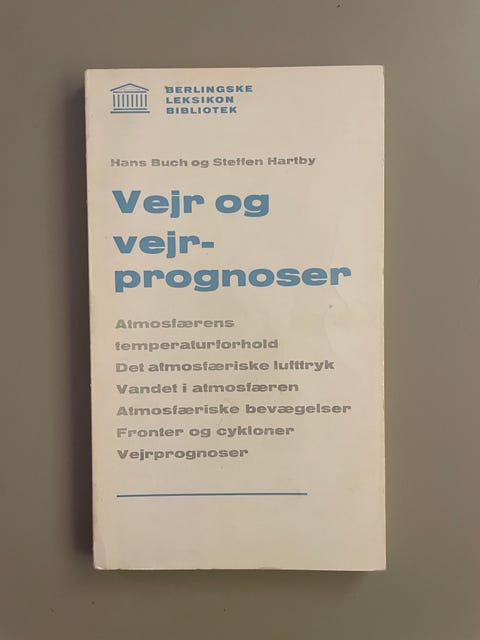 BERLINGSKE
LEKSIKON
BIBLIOTEK
Hans Buch og Steffen Hartby
Vejr og
vejr-
prognoser
Atmosfærens
temperaturforhold
Det atmosfæriske lufttryk
Vandet i atmosfæren
Atmosfæriske bevægelser
Fronter og cykloner
Vejrprognoser